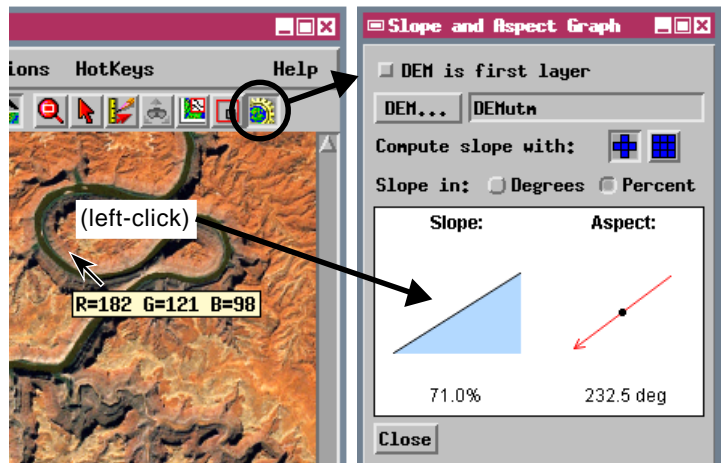 ions HotKeys Help
(left-click)
R=182 G=121 B=98
Slope and Aspect Graph
DEM is first layer
DEM... DEMutm
Compute slope with:
Slope in: Degrees Percent
Slope: Aspect:
71.0% 232.5 deg
Close